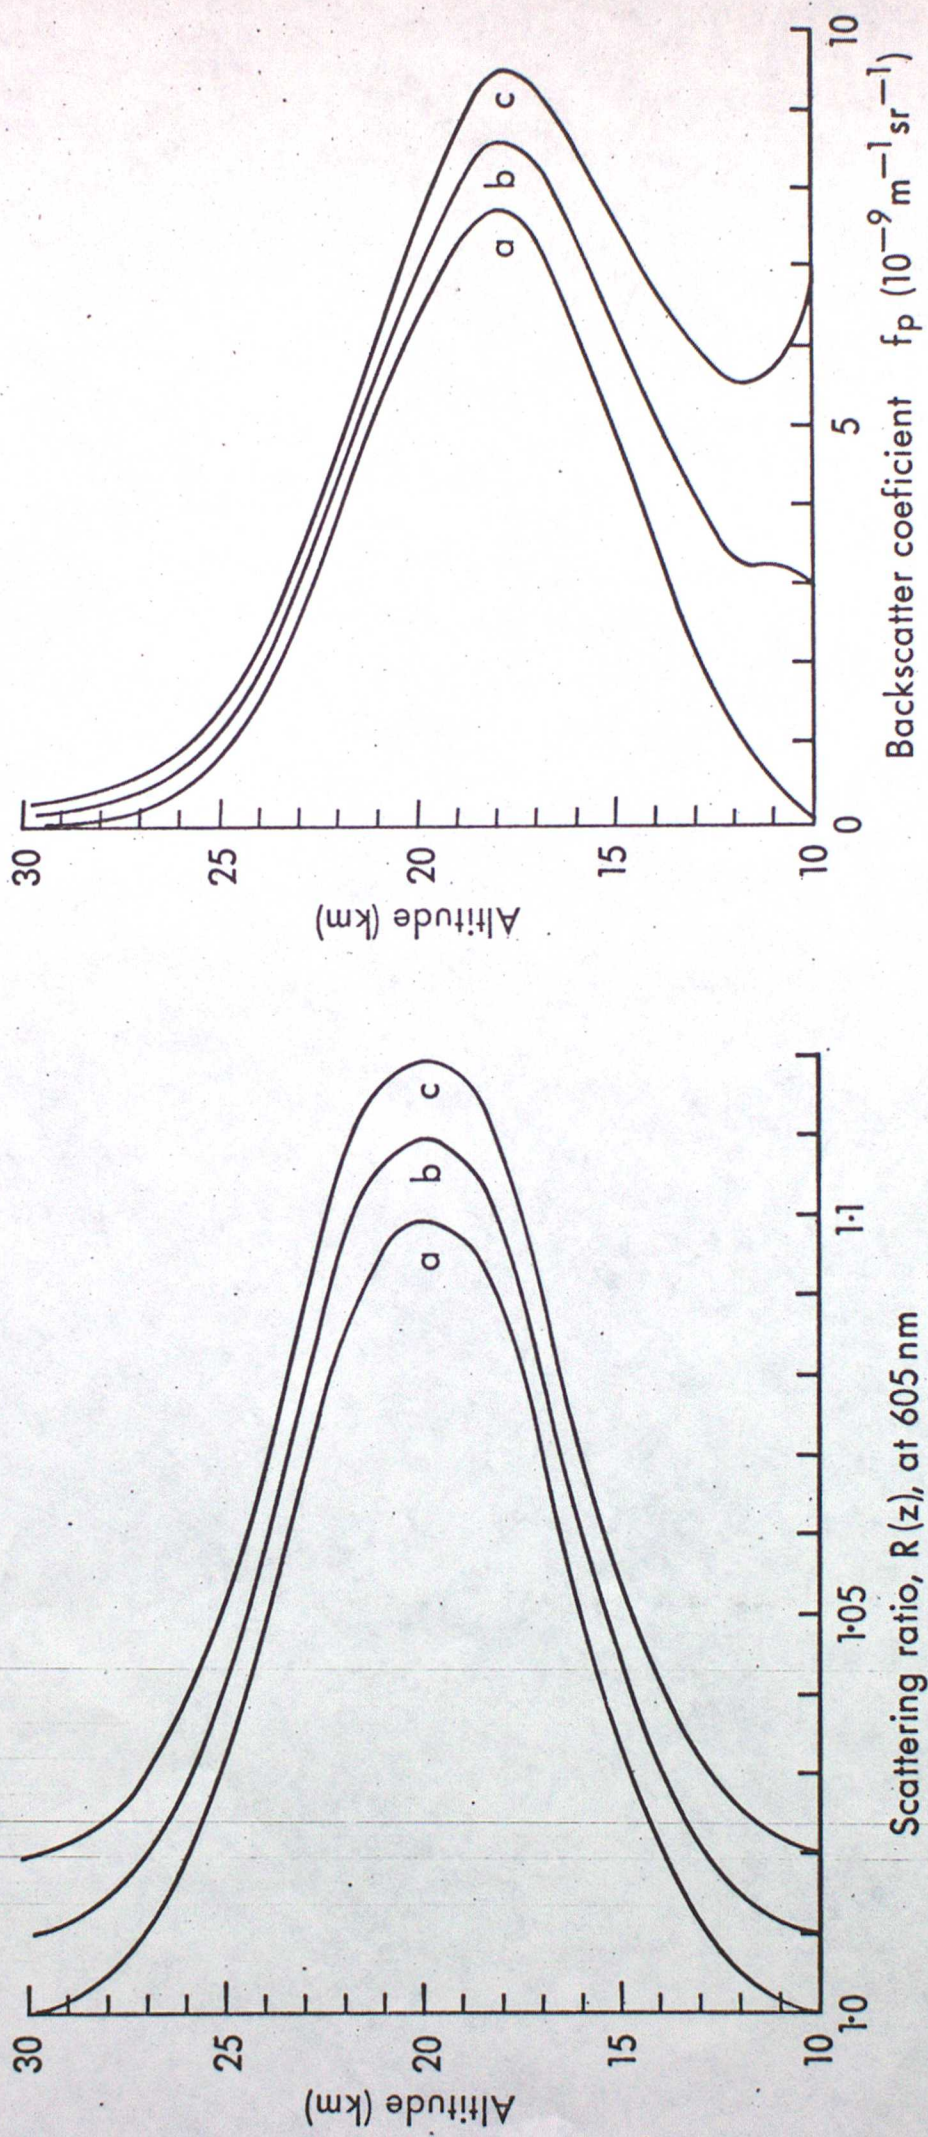 30
25
20
15
10
Altitude (km)
a
b
c
1·0
1·05
1·1
Scattering ratio, R (z), at 605 nm
30
25
20
15
10
Altitude (km)
a
b
c
0
5
10
Backscatter coeficient fp (10−9 m−1 sr−1)